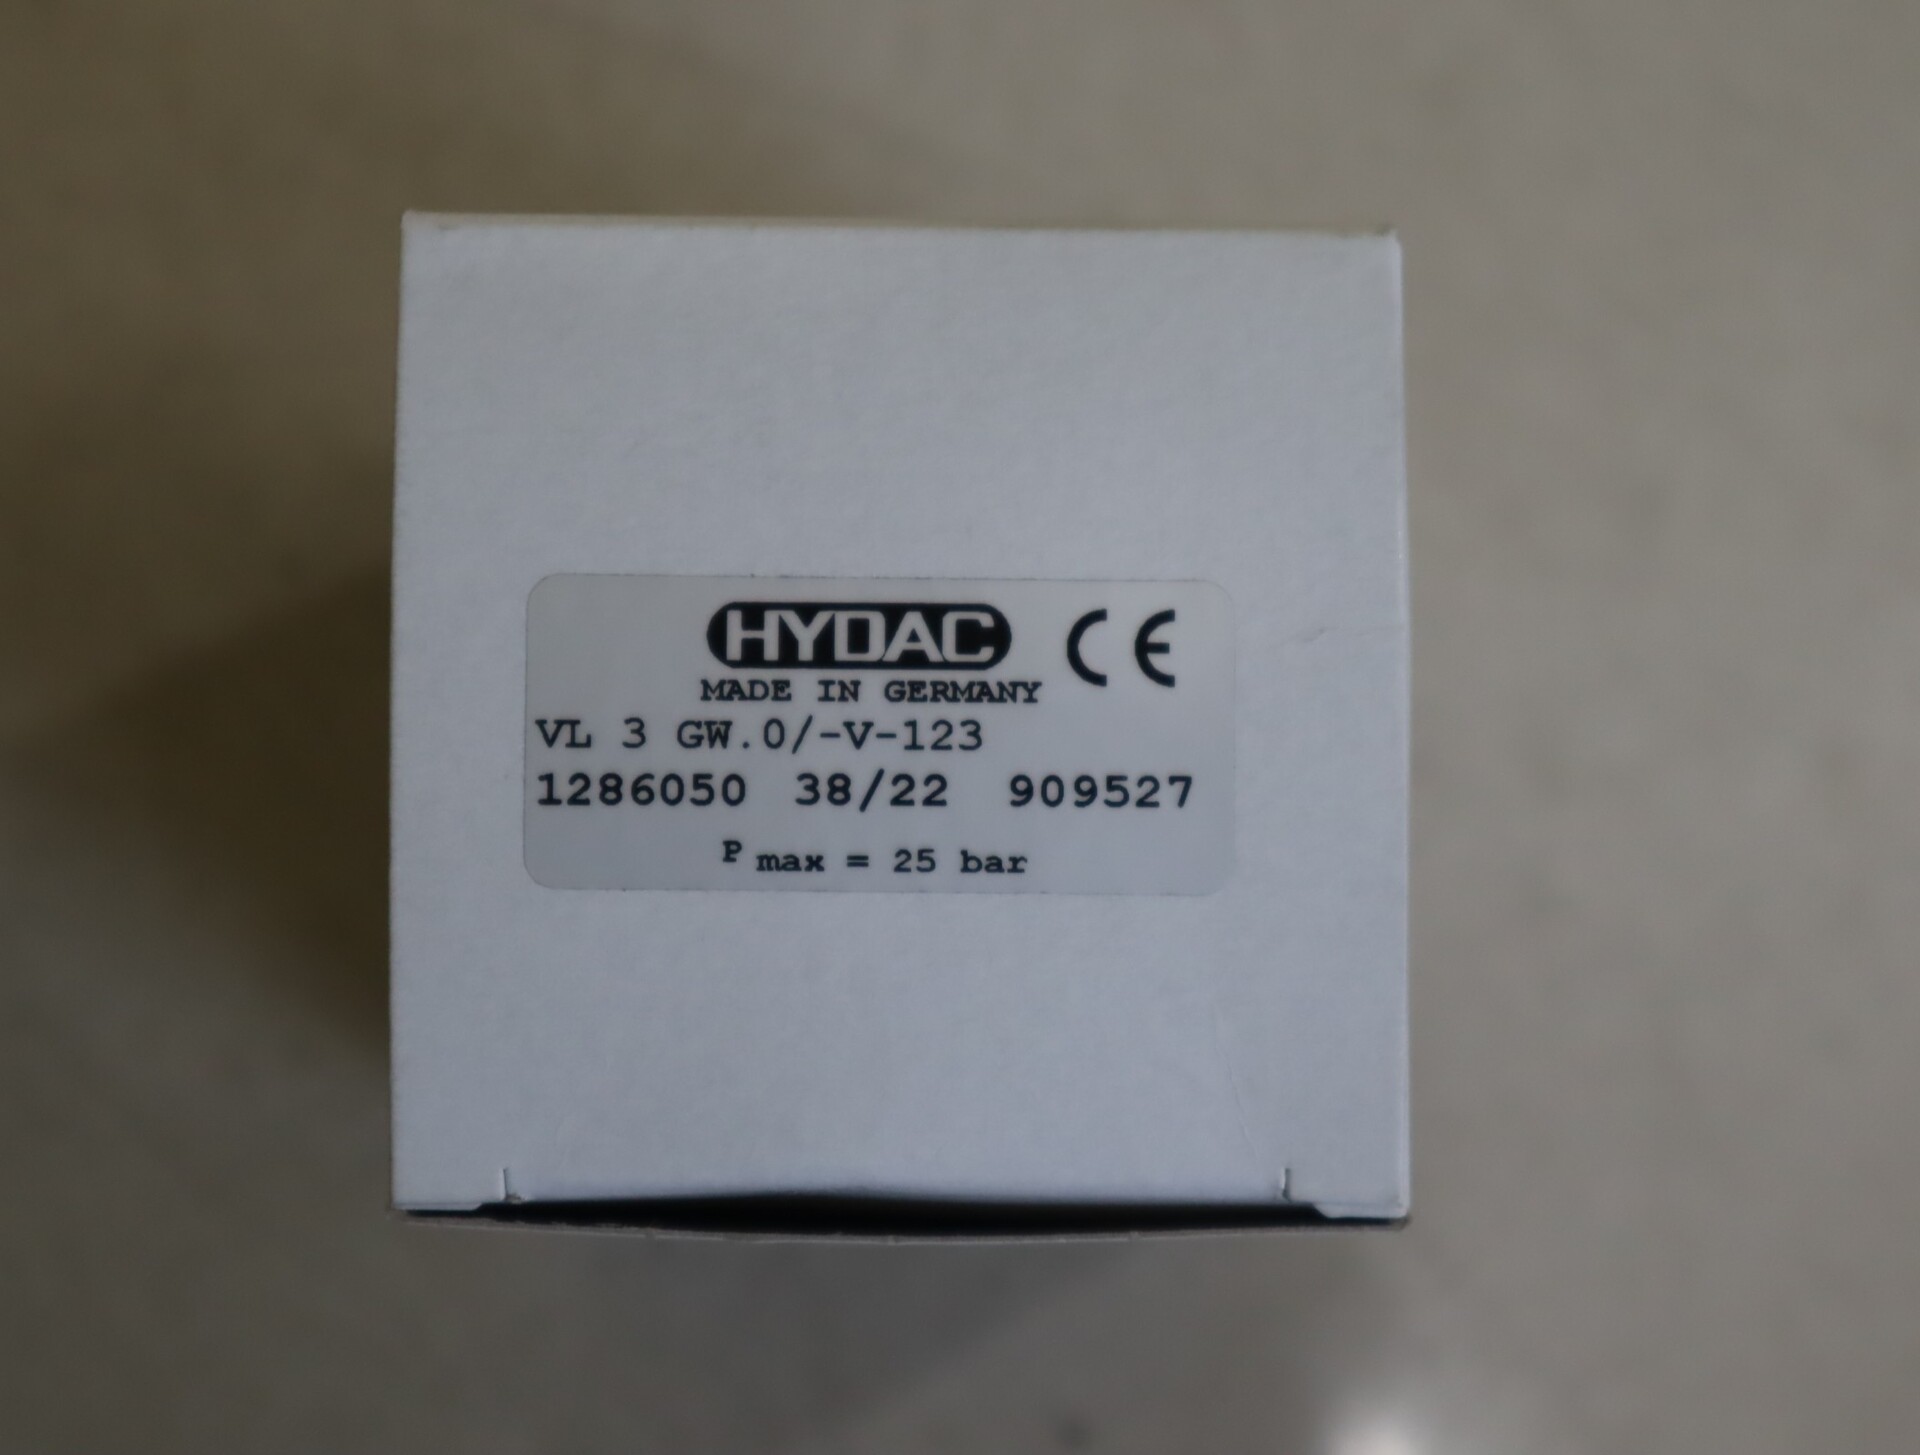 HYDAC CE
MADE IN GERMANY
VL 3 GW.0/-V-123
1286050 38/22 909527
P max = 25 bar